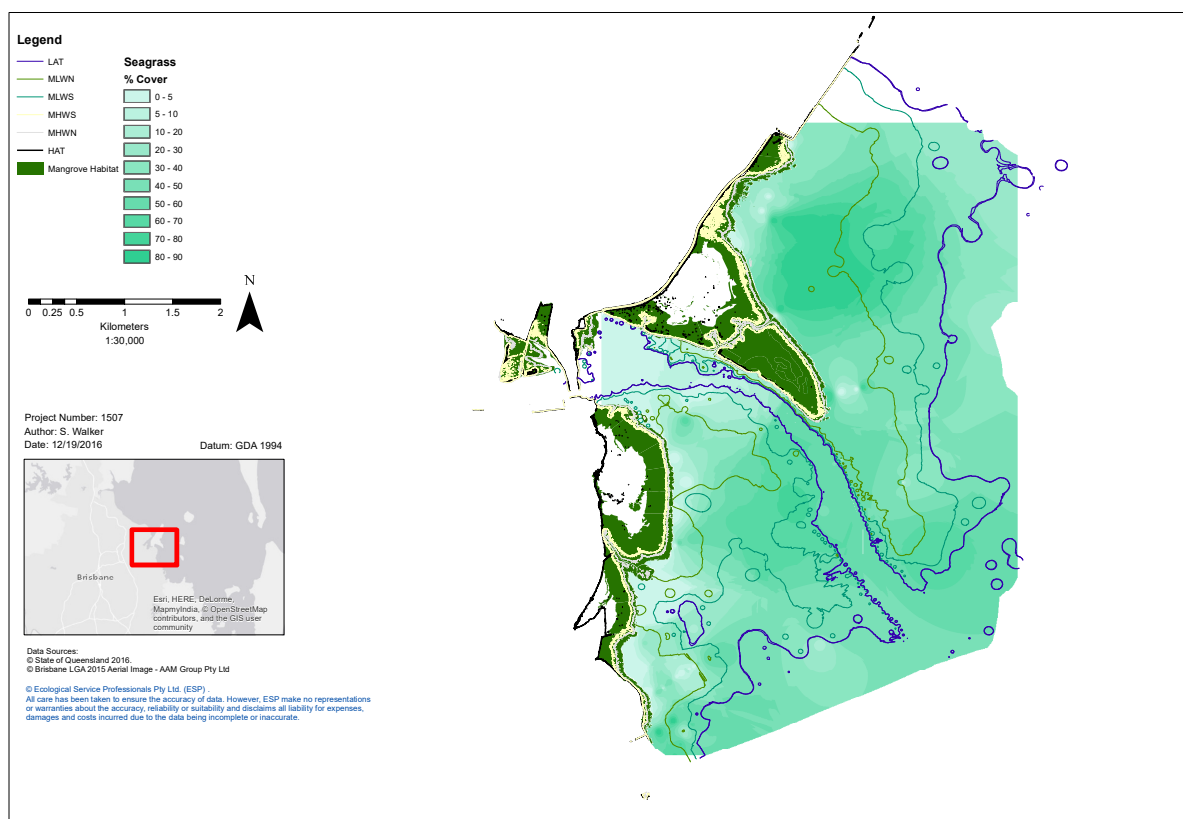 Legend
LAT
MLWN
MLWS
MHWS
MHWN
HAT
Mangrove Habitat
Seagrass
% Cover
0 - 5
5 - 10
10 - 20
20 - 30
30 - 40
40 - 50
50 - 60
60 - 70
70 - 80
80 - 90
N
0 0.25 0.5 1 1.5 2
Kilometers
1:30,000
Project Number: 1507
Author: S. Walker
Date: 12/19/2016 Datum: GDA 1994
Brisbane
Esri, HERE, DeLorme,
MapmyIndia, © OpenStreetMap
contributors, and the GIS user
community
Data Sources:
© State of Queensland 2016.
© Brisbane LGA 2015 Aerial Image - AAM Group Pty Ltd
© Ecological Service Professionals Pty Ltd. (ESP) .
All care has been taken to ensure the accuracy of data. However, ESP make no representations
or warranties about the accuracy, reliability or suitability and disclaims all liability for expenses,
damages and costs incurred due to the data being incomplete or inaccurate.